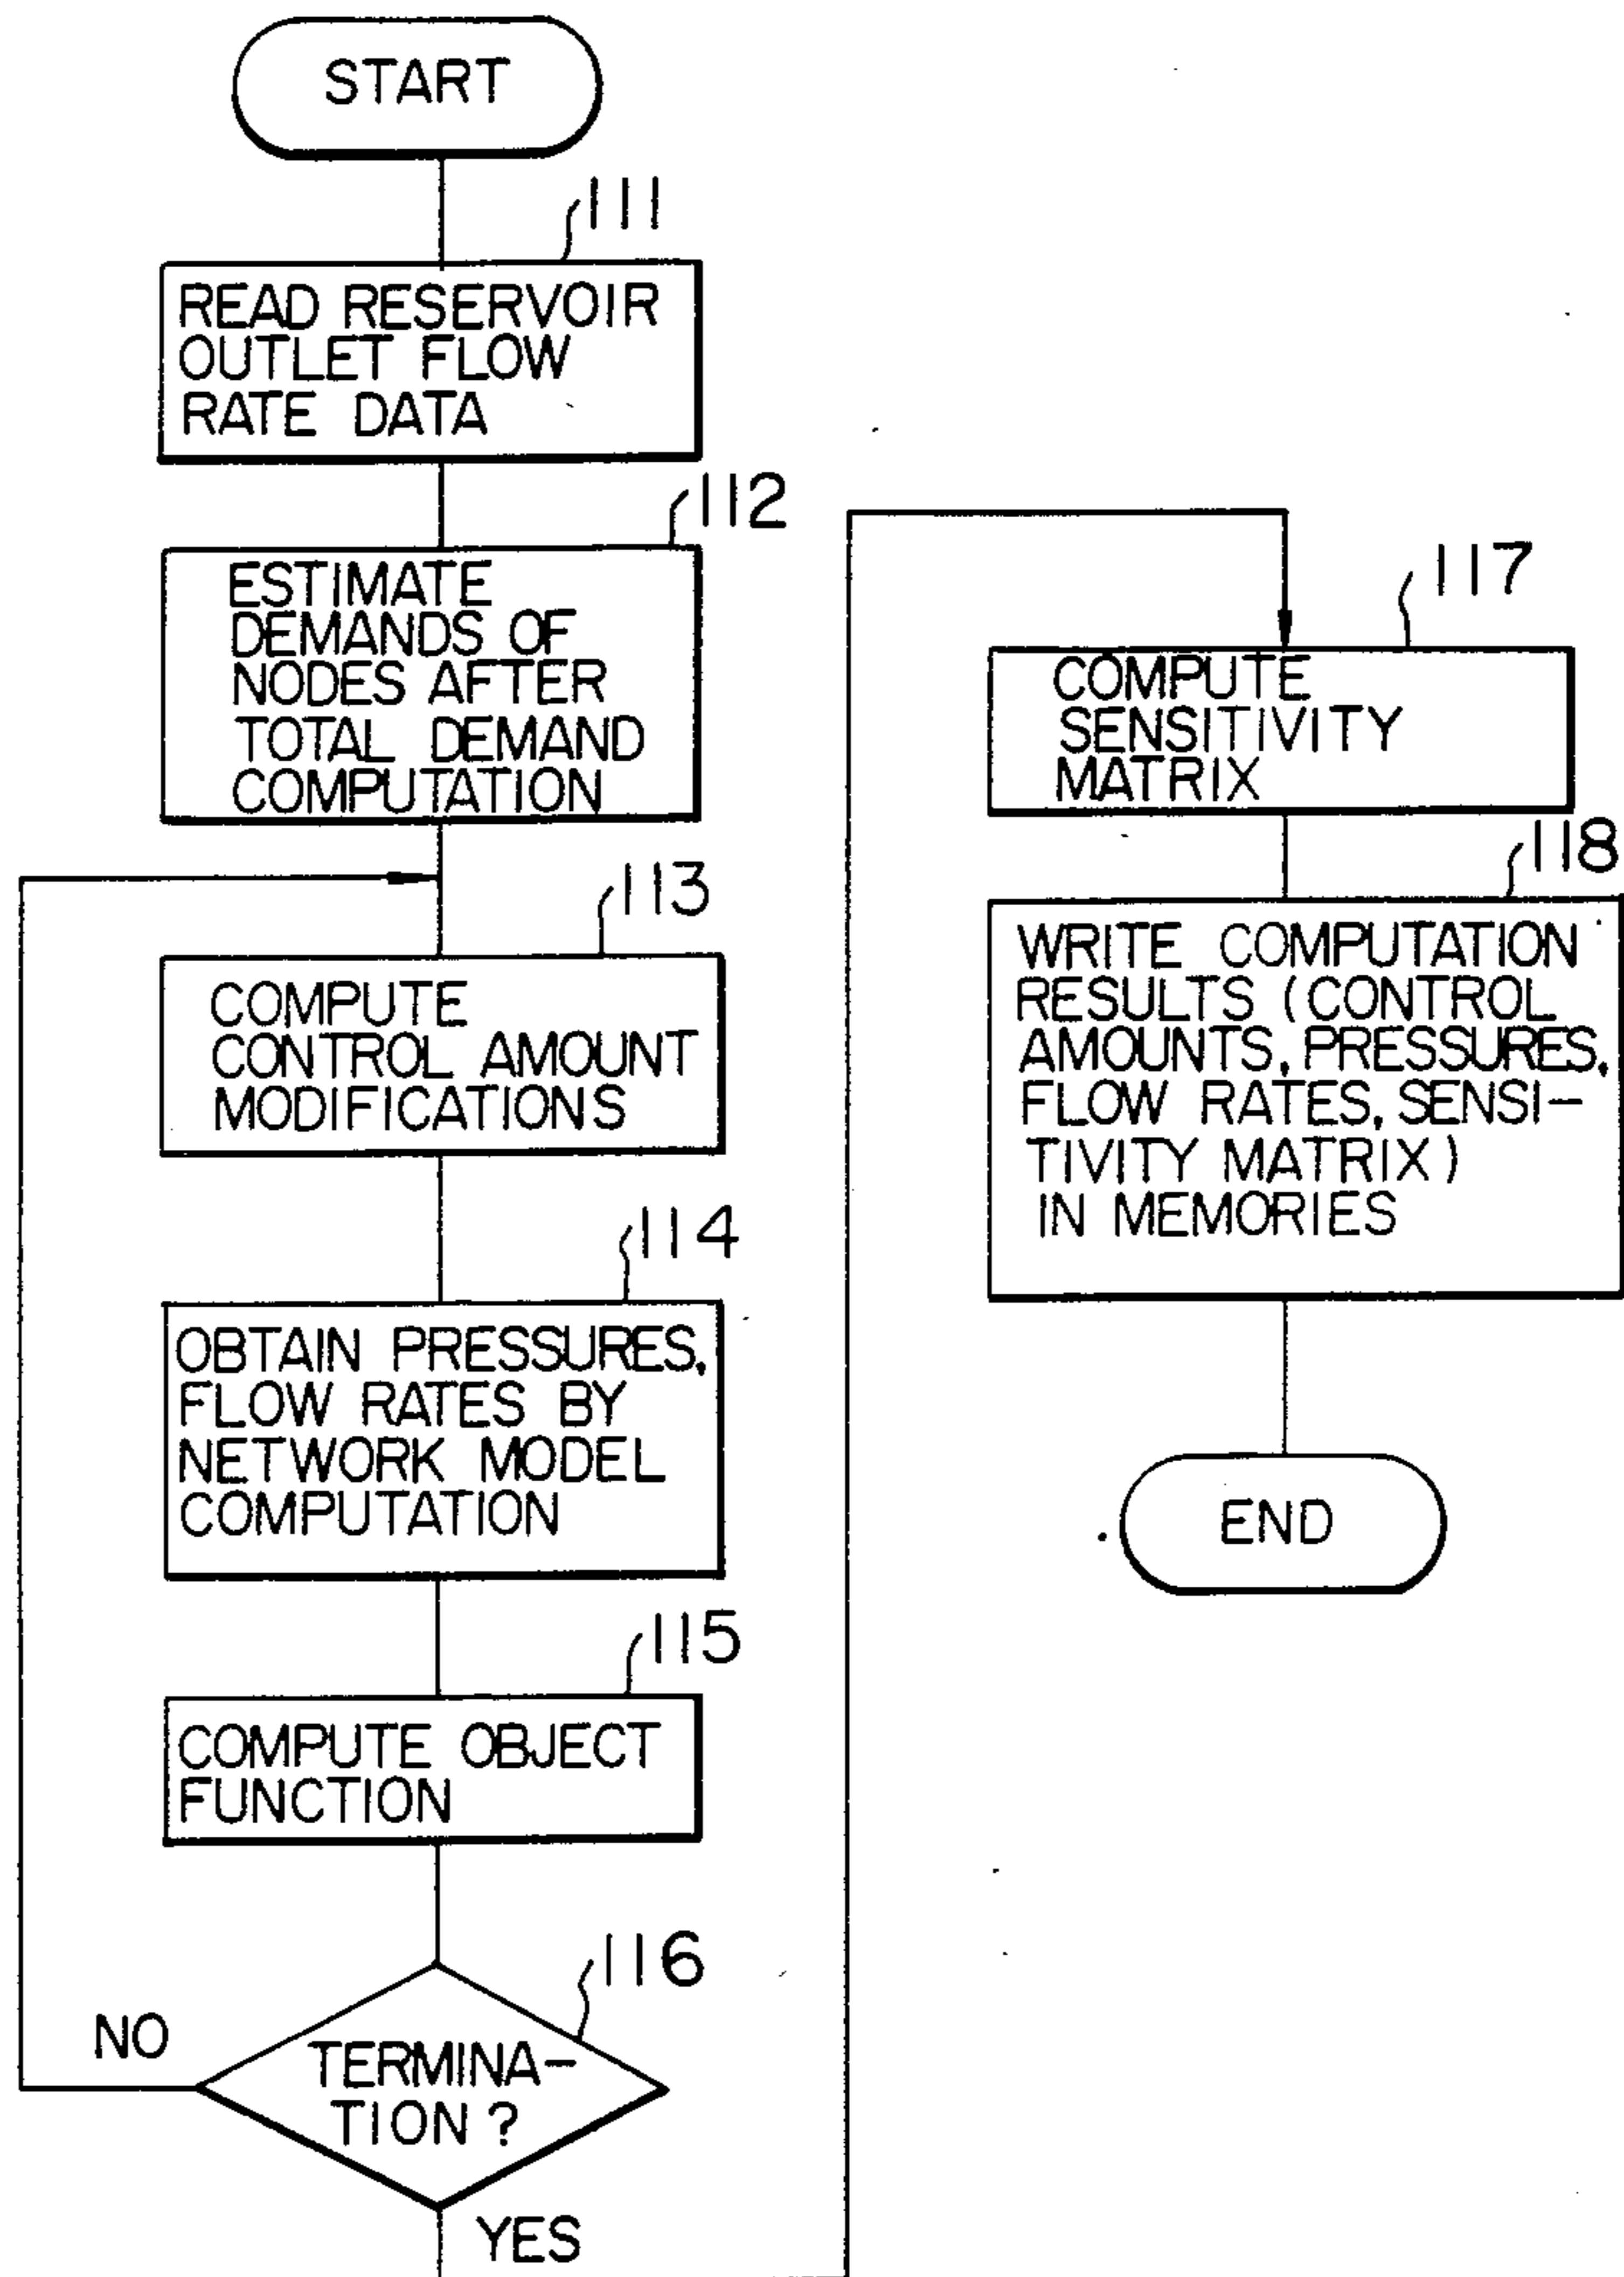 START
111
READ RESERVOIR
OUTLET FLOW
RATE DATA
112
ESTIMATE
DEMANDS OF
NODES AFTER
TOTAL DEMAND
COMPUTATION
113
COMPUTE
CONTROL AMOUNT
MODIFICATIONS
114
OBTAIN PRESSURES,
FLOW RATES BY
NETWORK MODEL
COMPUTATION
115
COMPUTE OBJECT
FUNCTION
116
TERMINA-
TION?
NO
YES
117
COMPUTE
SENSITIVITY
MATRIX
118
WRITE COMPUTATION
RESULTS (CONTROL
AMOUNTS, PRESSURES,
FLOW RATES, SENSI-
TIVITY MATRIX)
IN MEMORIES
END